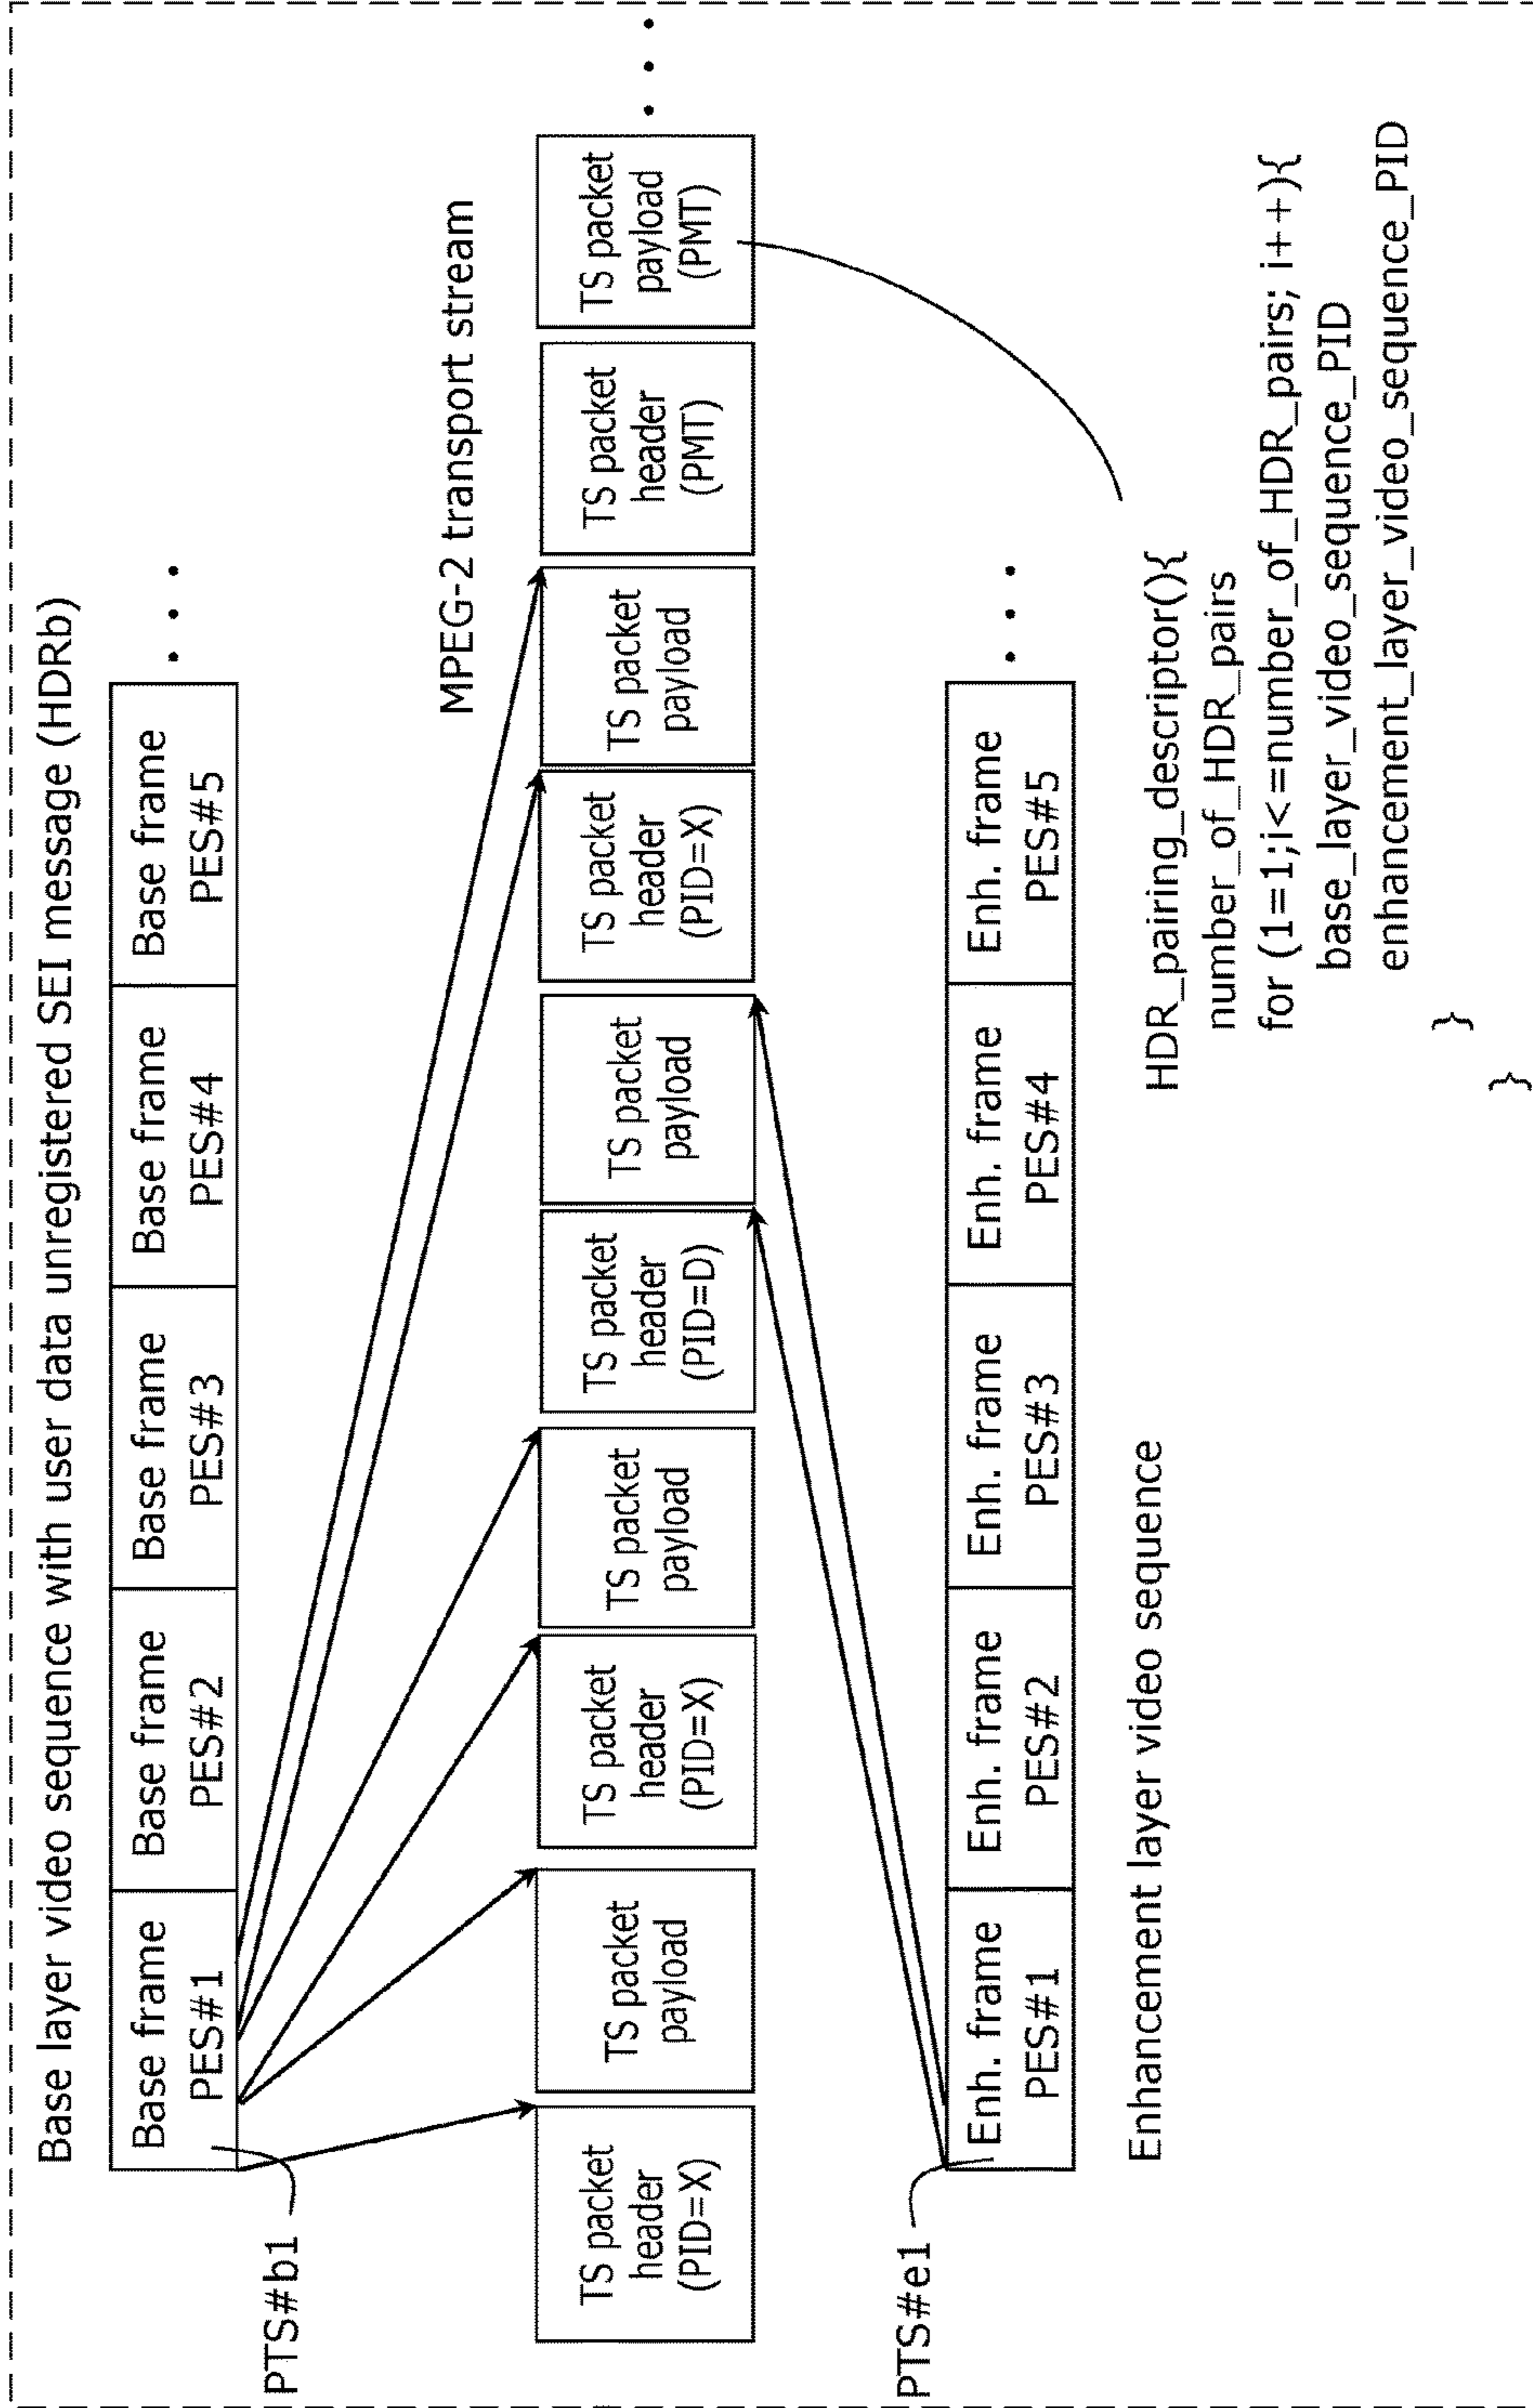 Base layer video sequence with user data unregistered SEI message (HDRb)
Base frame
PES#1
Base frame
PES#2
Base frame
PES#3
Base frame
PES#4
Base frame
PES#5
• • •
PTS#b1
MPEG-2 transport stream
TS packet
header
(PID=X)
TS packet
payload
TS packet
header
(PID=X)
TS packet
payload
TS packet
header
(PID=D)
TS packet
payload
TS packet
header
(PID=X)
TS packet
payload
TS packet
header
(PMT)
TS packet
payload
(PMT)
• • •
PTS#e1
Enh. frame
PES#1
Enh. frame
PES#2
Enh. frame
PES#3
Enh. frame
PES#4
Enh. frame
PES#5
• • •
Enhancement layer video sequence
HDR_pairing_descriptor(){
number_of_HDR_pairs
for (1=1;i<=number_of_HDR_pairs; i++){
base_layer_video_sequence_PID
enhancement_layer_video_sequence_PID
}
}